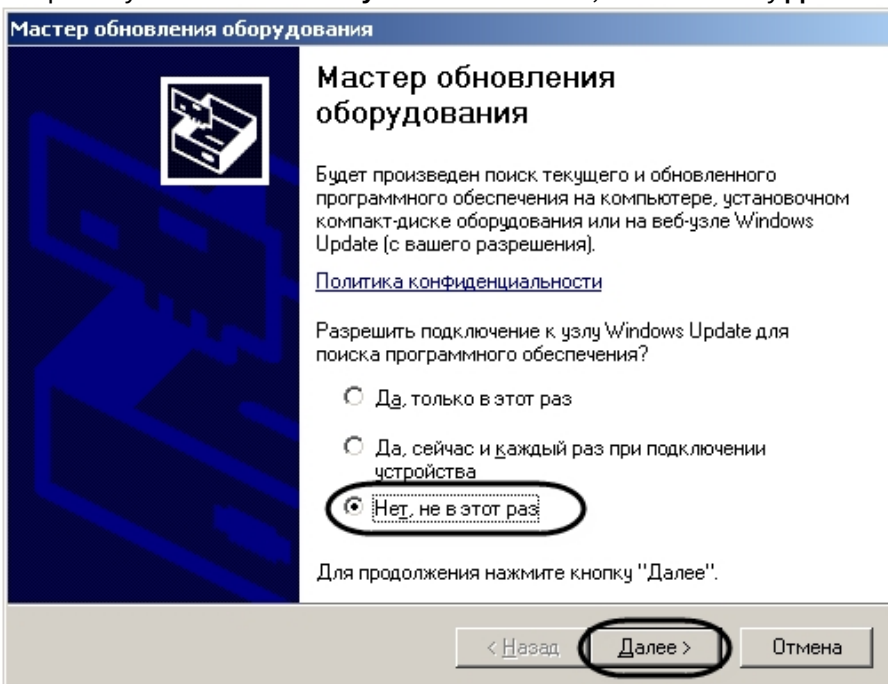 Мастер обновления оборудования
Мастер обновления
оборудования
Будет произведен поиск текущего и обновленного
программного обеспечения на компьютере, установочном
компакт-диске оборудования или на веб-узле Windows
Update (с вашего разрешения).
Политика конфиденциальности
Разрешить подключение к узлу Windows Update для
поиска программного обеспечения?
Да, только в этот раз
Да, сейчас и каждый раз при подключении
устройства
Нет, не в этот раз
Для продолжения нажмите кнопку "Далее".
< Назад
Далее >
Отмена